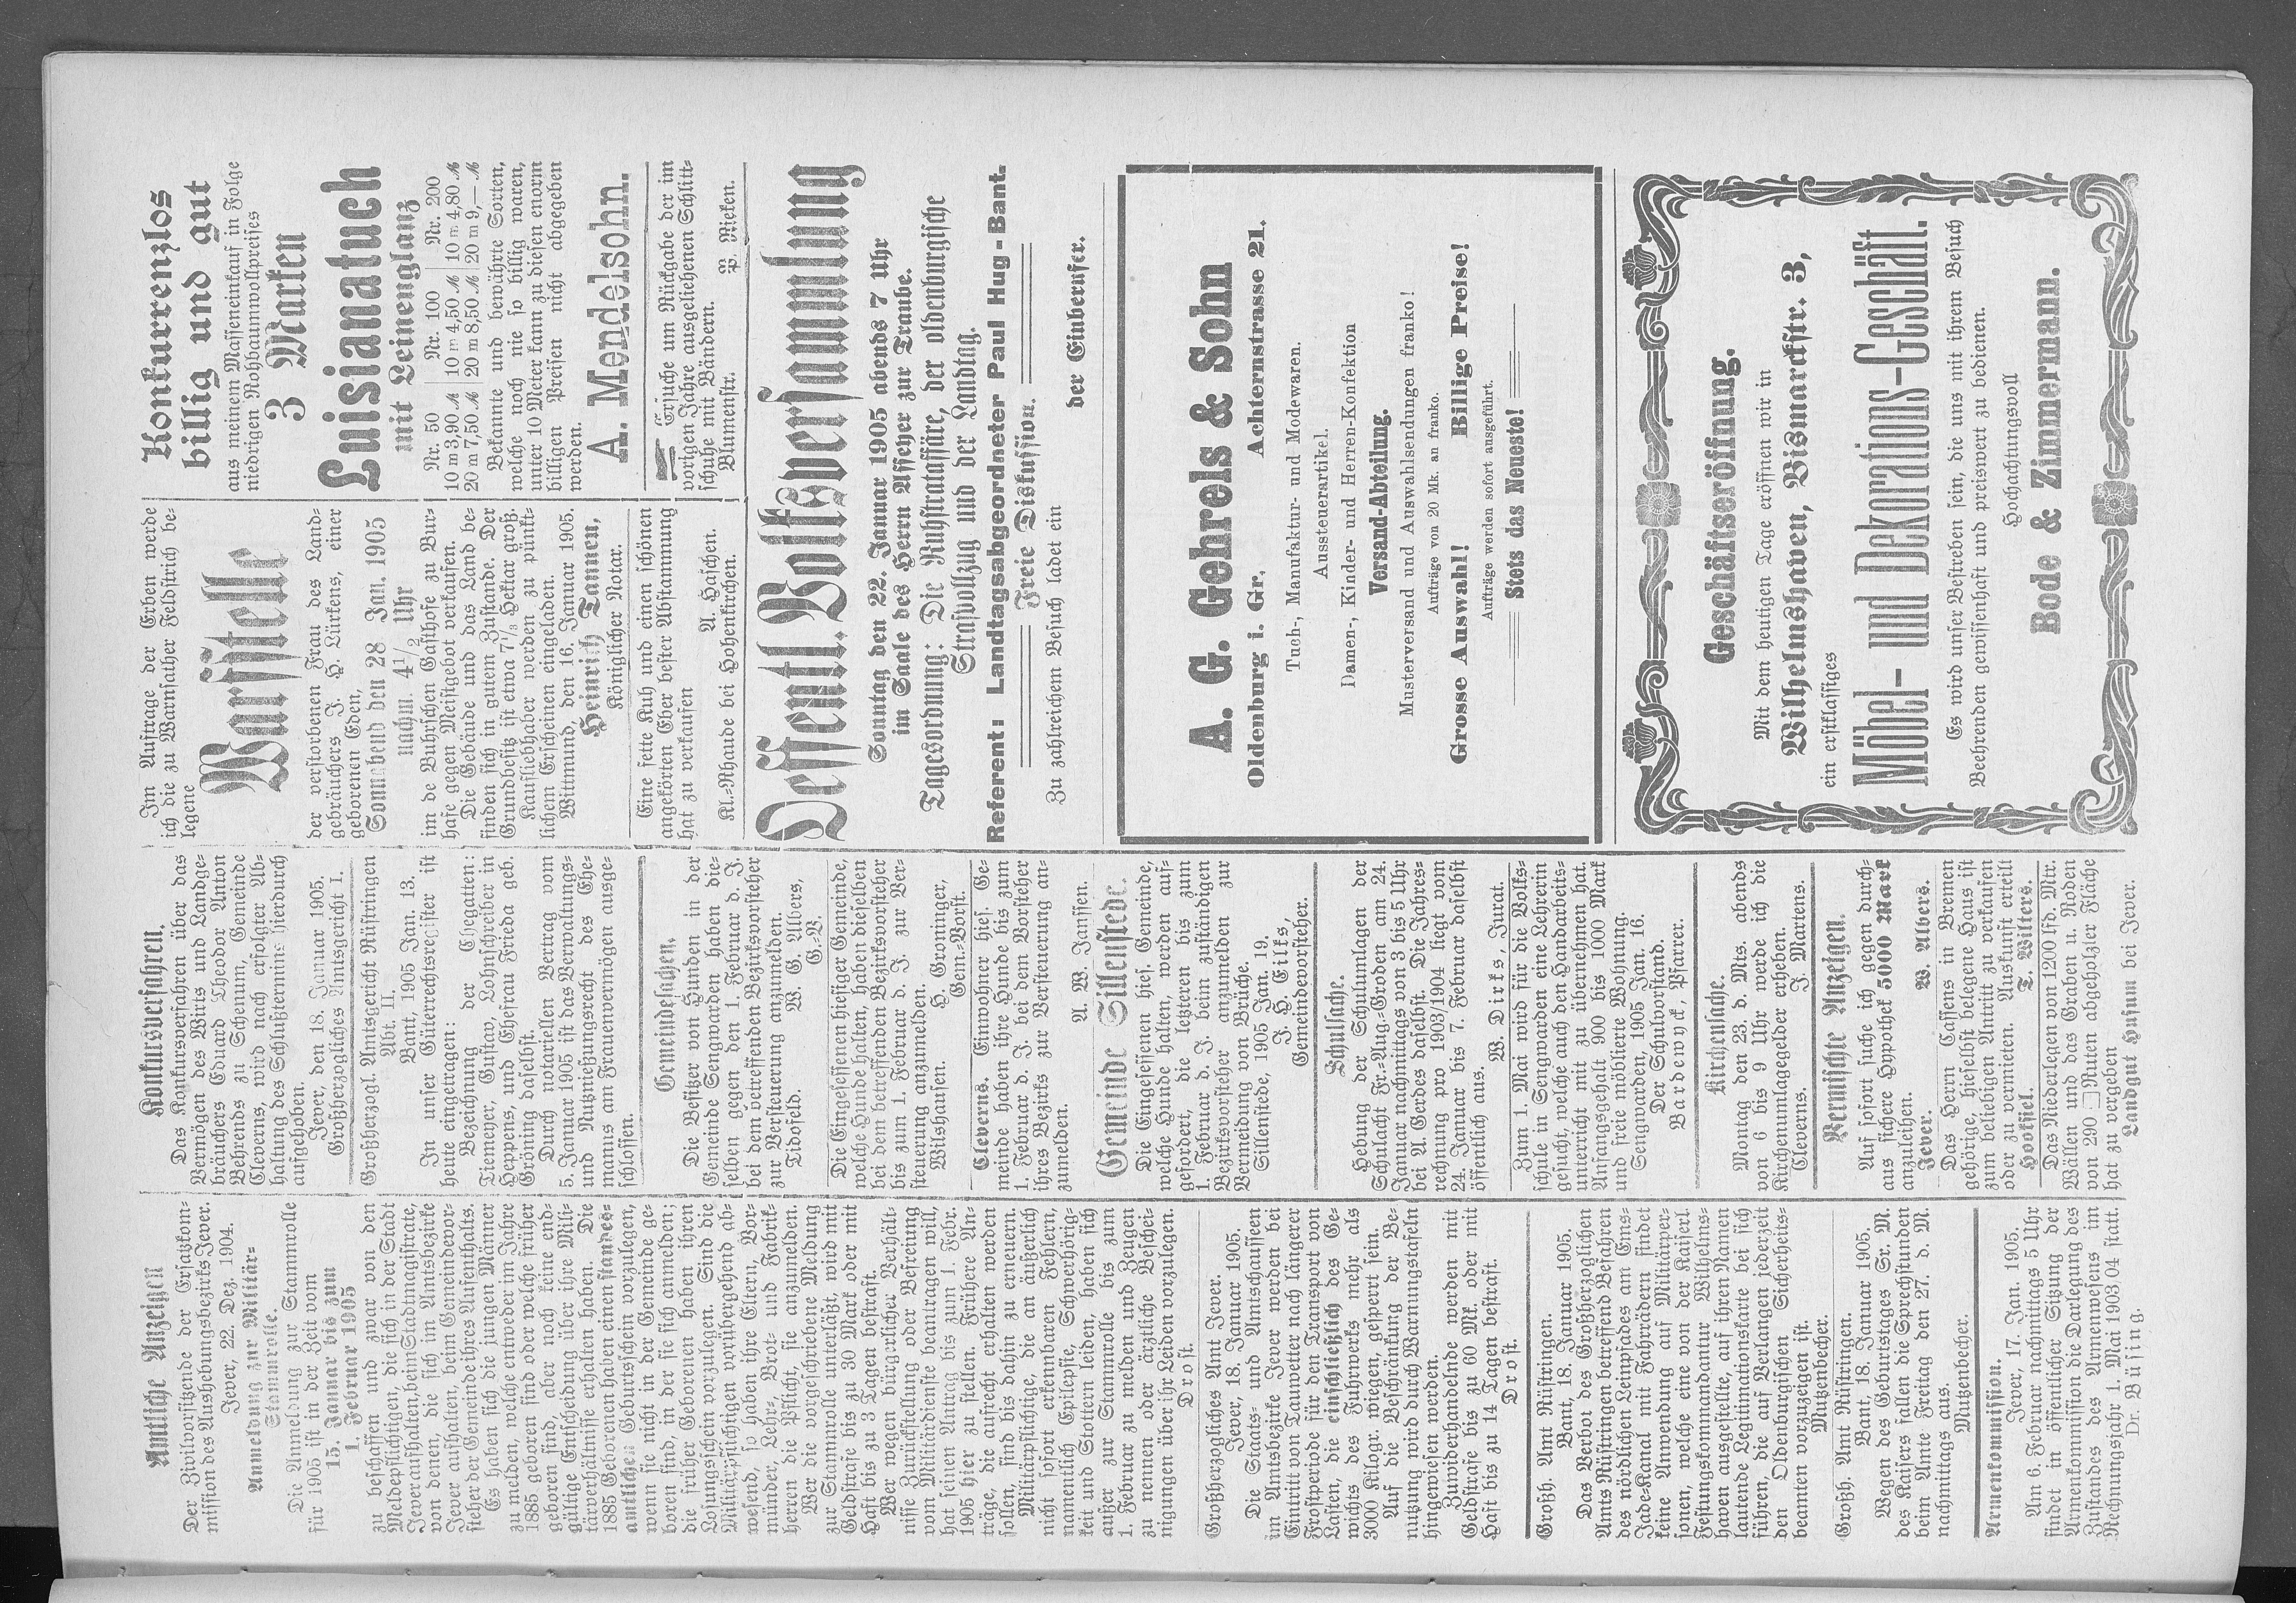 Amtliche Anzeigen
Der Zivilvorsitzende der Ersatzkom-
mission des Aushebungsbezirks Jever.
Jever, 22. Dez. 1904.
Anmeldung zur Militär-
Stammrolle.
Die Anmeldung zur Stammrolle
für 1905 ist in der Zeit vom
15. Januar bis zum
1. Februar 1905
zu beschaffen und zwar von den
Meldepflichtigen, die sich in der Stadt
Jever aufhalten, beim Stadtmagistrate,
von denen, die sich im Amtsbezirke
Jever aufhalten, beim Gemeindevor-
steher der Gemeinde ihres Aufenthalts.
Es haben sich die jungen Männer
zu melden, welche entweder im Jahre
1885 geboren sind oder welche früher
geboren sind, aber noch keine end-
gültige Entscheidung über ihre Mili-
tärverhältnisse erhalten haben. Die
1885 Geborenen haben einen standes-
amtlichen Geburtsschein vorzulegen,
wenn sie nicht in der Gemeinde ge-
boren sind, in der sie sich anmelden;
die früher Geborenen haben ihren
Losungsschein vorzulegen. Sind die
Militärpflichtigen vorübergehend ab-
wesend, so haben ihre Eltern, Vor-
münder, Lehr-, Brot- und Fabrik-
herren die Pflicht, sie anzumelden.
Wer die vorgeschriebene Meldung
zur Stammrolle unterläßt, wird mit
Geldstrafe bis zu 30 Mark oder mit
Haft bis zu 3 Tagen bestraft.
Wer wegen bürgerlicher Verhält-
nisse Zurückstellung oder Befreiung
vom Militärdienste beantragen will,
hat seinen Antrag bis zum 1. Febr.
1905 hier zu stellen. Frühere An-
träge, die aufrecht erhalten werden
sollen, sind bis dahin zu erneuern.
Militärpflichtige, die an äußerlich
nicht sofort erkennbaren Fehlern,
namentlich Epilepsie, Schwerhörig-
keit und Stottern leiden, haben sich
außer zur Stammrolle bis zum
1. Februar zu melden und Zeugen
zu nennen oder ärztliche Beschei-
nigungen über ihr Leiden vorzulegen.
Drost.
Großherzogliches Amt Jever.
Jever, 18. Januar 1905.
Die Staats- und Amtschausseen
im Amtsbezirke Jever werden bei
Eintritt von Tauwetter nach längerer
Frostperiode für den Transport von
Lasten, die einschließlich des Ge-
wichts des Fuhrwerks mehr als
3000 Kilogr. wiegen, gesperrt sein.
Auf die Beschränkung der Be-
nutzung wird durch Warnungstafeln
hingewiesen werden.
Zuwiderhandelnde werden mit
Geldstrafe bis zu 60 Mk. oder mit
Haft bis zu 14 Tagen bestraft.
Drost.
Großh. Amt Rüstringen.
Bant, 18. Januar 1905.
Das Verbot des Großherzoglichen
Amts Rüstringen betreffend Befahren
des nördlichen Leinpfades am Ems-
Jade-Kanal mit Fahrrädern findet
keine Anwendung auf Militärper-
sonen, welche eine von der Kaiserl.
Festungskommandantur Wilhelms-
haven ausgestellte, auf ihren Namen
lautende Legitimationskarte bei sich
führen, die auf Verlangen jederzeit
den Oldenburgischen Sicherheits-
beamten vorzuzeigen ist.
Mutzenbecher.
Großh. Amt Rüstringen.
Bant, 18. Januar 1905.
Wegen des Geburtstages Sr. M.
des Kaisers fallen die Sprechstunden
beim Amte Freitag den 27. d. M.
nachmittags aus.
Mutzenbecher.
Armenkommission.
Jever, 17. Jan. 1905.
Am 6. Februar nachmittags 5 Uhr
findet in öffentlicher Sitzung der
Armenkommission die Darlegung des
Zustandes des Armenwesens im
Rechnungsjahr 1. Mai 1903/04 statt.
Dr. Büsing.
Konkursverfahren.
Das Konkursverfahren über das
Vermögen des Wirts und Landge-
bräuchers Eduard Theodor Anton
Behrends zu Schenum, Gemeinde
Cleverns, wird nach erfolgter Ab-
haltung des Schlußtermins hierdurch
aufgehoben.
Jever, den 18. Januar 1905.
Großherzogliches Amtsgericht I.
Großherzogl. Amtsgericht Rüstringen
Abt. II.
Bant, 1905 Jan. 13.
In unser Güterrechtsregister ist
heute eingetragen:
Bezeichnung der Ehegatten:
Tiemeyer, Gustav, Lohnschreiber in
Heppens, und Ehefrau Frieda geb.
Gröning daselbst.
Durch notariellen Vertrag vom
5. Januar 1905 ist das Verwaltungs-
und Nutznießungsrecht des Ehe-
manns am Frauenvermögen ausge-
schlossen.
Gemeindesachen.
Die Besitzer von Hunden in der
Gemeinde Sengwarden haben die-
selben gegen den 1. Februar d. J.
bei dem betreffenden Bezirksvorsteher
zur Versteuerung anzumelden.
Tidofeld. W. G. Albers,
G.-V.
Die Eingesessenen hiesiger Gemeinde,
welche Hunde halten, haben dieselben
bei dem betreffenden Bezirksvorsteher
bis zum 1. Februar d. J. zur Ver-
steuerung anzumelden.
Wilshausen. H. Groninger,
Gem.-Vorst.
Cleverns. Einwohner hies. Ge-
meinde haben ihre Hunde bis zum
1. Februar d. J. bei dem Vorsteher
ihres Bezirks zur Versteuerung an-
zumelden.
A. W. Janssen.
Gemeinde Sillenstede.
Die Eingesessenen hies. Gemeinde,
welche Hunde halten, werden auf-
gefordert, die letzteren bis zum
1. Februar d. J. beim zuständigen
Bezirksvorsteher anzumelden zur
Vermeidung von Brüche.
Sillenstede, 1905 Jan. 19.
J. H. Eilks,
Gemeindevorsteher.
Schulsache.
Hebung der Schulumlagen der
Schulacht Fr.-Aug.-Groden am 24.
Januar nachmittags von 3 bis 5 Uhr
bei A. Gerdes daselbst. Die Jahres-
rechnung pro 1903/1904 liegt vom
24. Januar bis 7. Februar daselbst
öffentlich aus.
W. Dirks, Jurat.
Zum 1. Mai wird für die Volks-
schule in Sengwarden eine Lehrerin
gesucht, welche auch den Handarbeits-
unterricht mit zu übernehmen hat.
Anfangsgehalt 900 bis 1000 Mark
und freie möblierte Wohnung.
Sengwarden, 1905 Jan. 16.
Der Schulvorstand.
Bardewyck, Pfarrer.
Kirchensache.
Montag den 23. d. Mts. abends
von 6 bis 9 Uhr werde ich die
Kirchenumlagegelder erheben.
Cleverns. J. Martens.
Vermischte Anzeigen.
Auf sofort suche ich gegen durch-
aus sichere Hypothek 5000 Mark
anzuleihen.
Jever. W. Albers.
Das Herrn Cassens in Bremen
gehörige, hieselbst belegene Haus ist
zum beliebigen Antritt zu verkaufen
oder zu vermieten. Auskunft erteilt
Hooksiel. T. Wilters.
Das Niederlegen von 1200 lfd. Mtr.
Wällen und das Graben u. Roden
von 290 □ Ruten abgeholzter Fläche
hat zu vergeben
Landgut Husum bei Jever.
Im Auftrage der Erben werde
ich die zu Warnsather Feldstrich be-
legene
Warfstelle
der verstorbenen Frau des Land-
gebräuchers J. H. Lürkens, einer
geborenen Eden,
Sonnabend den 28 Jan. 1905
nachm. 4½ Uhr
im de Buhrschen Gasthofe zu Bur-
hafe gegen Meistgebot verkaufen.
Die Gebäude und das Land be-
finden sich in gutem Zustande. Der
Grundbesitz ist etwa 7⅓ Hektar groß.
Kaufliebhaber werden zu pünkt-
lichem Erscheinen eingeladen.
Wittmund, den 16. Januar 1905.
Heinrich Tannen,
Königlicher Notar.
Eine fette Kuh und einen schönen
angekörten Eber bester Abstammung
hat zu verkaufen
A. Haschen.
Kl.-Rhaude bei Hohenkirchen.
Konkurrenzlos
billig und gut
aus meinem Masseneinkauf in Folge
niedrigen Rohbaumwollpreises
3 Marken
Luisianatuch
mit Leinenglanz
Nr. 50 Nr. 100 Nr. 200
10 m 3,90 M 10 m 4,50 M 10 m 4,80 M
20 m 7,50 M 20 m 8,50 M 20 m 9,— M
Bekannte und bewährte Sorten,
welche noch nie so billig waren,
unter 10 Meter kann zu diesen enorm
billigen Preisen nicht abgegeben
werden.
A. Mendelsohn.
Ersuche um Rückgabe der im
vorigen Jahre ausgeliehenen Schlitt-
schuhe mit Bändern.
Blumenstr. P. Rieken.
Oeffentl. Volksversammlung
Sonntag den 22. Januar 1905 abends 7 Uhr
im Saale des Herrn Asseyer zur Traube.
Tagesordnung: Die Ruhstrataffäre, der oldenburgische
Strafvollzug und der Landtag.
Referent: Landtagsabgeordneter Paul Hug-Bant.
Freie Diskussion.
Zu zahlreichem Besuch ladet ein
der Einberufer.
A. G. Gehrels & Sohn
Oldenburg i. Gr. Achternstrasse 21.
Tuch-, Manufaktur- und Modewaren.
Aussteuerartikel.
Damen-, Kinder- und Herren-Konfektion
Versand-Abteilung.
Musterversand und Auswahlsendungen franko!
Aufträge von 20 Mk. an franko.
Grosse Auswahl! Billige Preise!
Aufträge werden sofort ausgeführt.
Stets das Neueste!
Geschäftseröffnung.
Mit dem heutigen Tage eröffnen wir in
Wilhelmshaven, Bismarckstr. 3,
ein erstklassiges
Möbel- und Dekorations-Geschäft.
Es wird unser Bestreben sein, die uns mit ihrem Besuch
Beehrenden gewissenhaft und preiswert zu bedienen.
Hochachtungsvoll
Bode & Zimmermann.